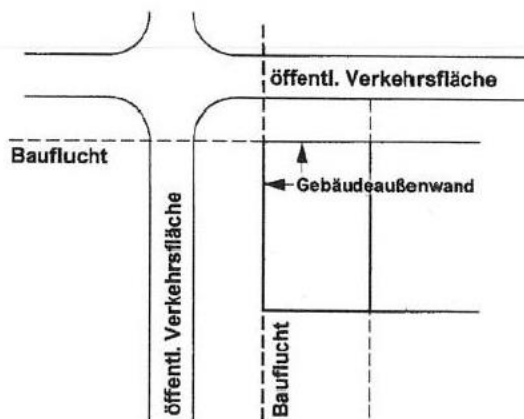 öffentl. Verkehrsfläche
Bauflucht
Gebäudeaußenwand
öffentl. Verkehrsfläche
Bauflucht